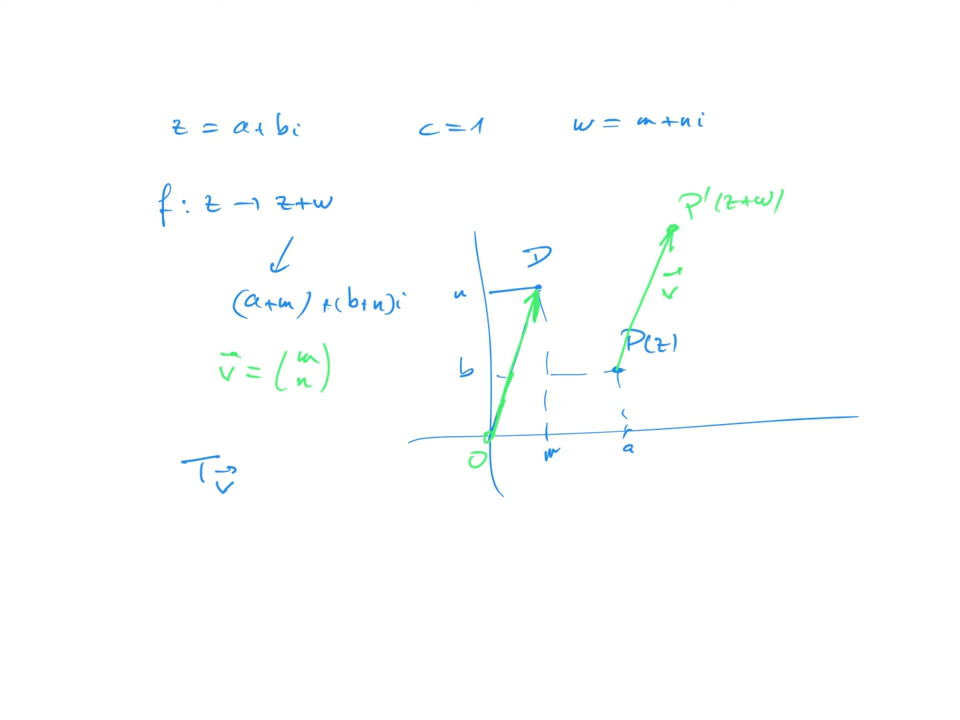 z = a+bi c=1 w = m+ni
f: z → z+w
(a+m)+(b+n)i
v⃗ = (m n)
T v⃗
P'(z+w)
D
v⃗
n
P(z)
b
O m a